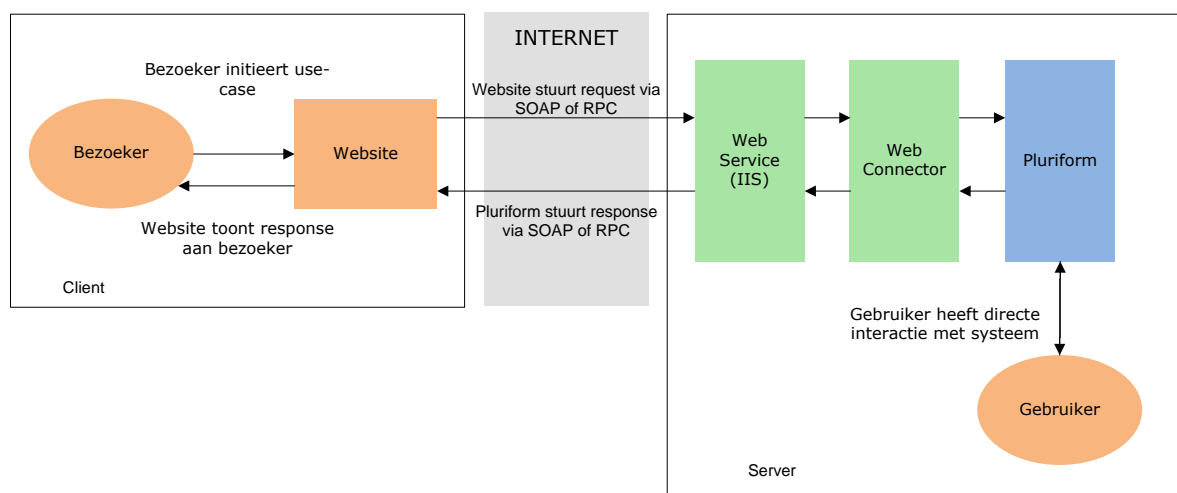 Bezoeker initieert use-
case
Bezoeker
Website
Website toont response
aan bezoeker
Client
INTERNET
Website stuurt request via
SOAP of RPC
Pluriform stuurt response
via SOAP of RPC
Web
Service
(IIS)
Web
Connector
Pluriform
Gebruiker heeft directe
interactie met systeem
Gebruiker
Server